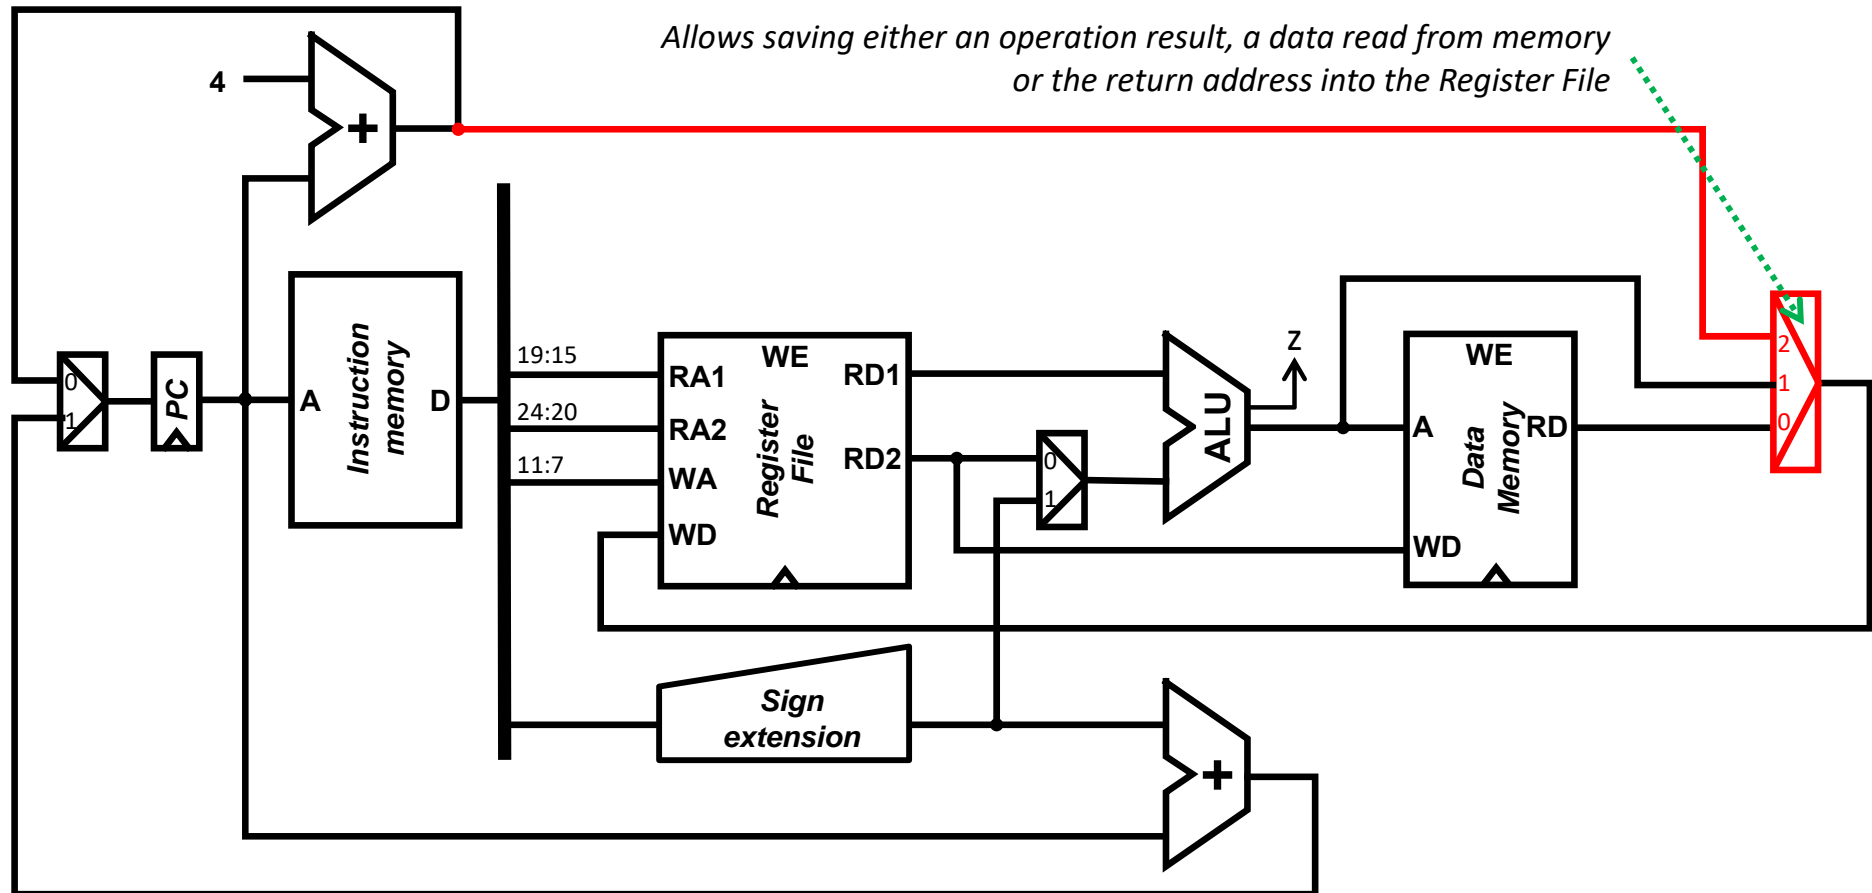 Allows saving either an operation result, a data read from memory
or the return address into the Register File
4
+
0
1
PC
A
Instruction
memory
D
19:15
24:20
11:7
RA1
RA2
WA
WD
WE
Register
File
RD1
RD2
0
1
ALU
Z
A
WD
WE
Data
Memory
RD
2
1
0
Sign
extension
+